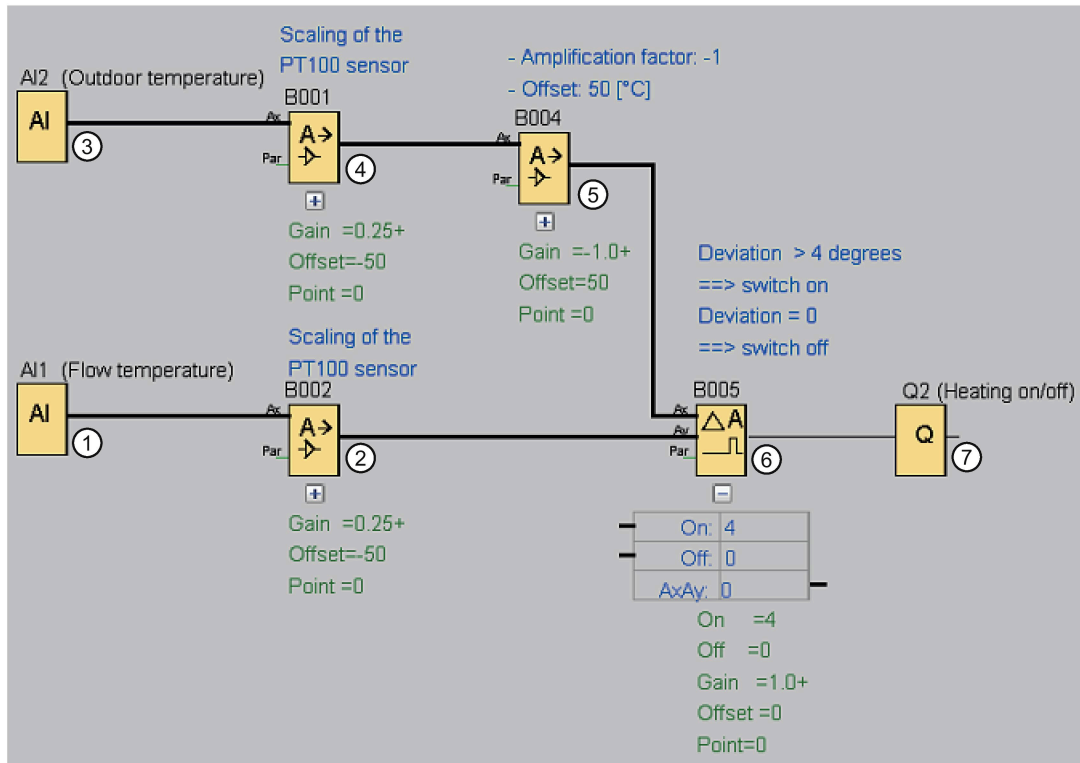 Scaling of the
PT100 sensor
- Amplification factor: -1
- Offset: 50 [°C]
AI2 (Outdoor temperature)
B001
B004
AI
Ax
A→
Par
3
4
Ax
A→
Par
5
Gain =0.25+
Offset=-50
Point =0
Gain =-1.0+
Offset=50
Point =0
Deviation > 4 degrees
==> switch on
Deviation = 0
==> switch off
Scaling of the
PT100 sensor
AI1 (Flow temperature)
B002
B005
Q2 (Heating on/off)
AI
Ax
A→
Par
1
2
Ax
Ay
Par
△A
6
Q
7
Gain =0.25+
Offset=-50
Point =0
On: 4
Off: 0
AxAy: 0
On =4
Off =0
Gain =1.0+
Offset =0
Point=0